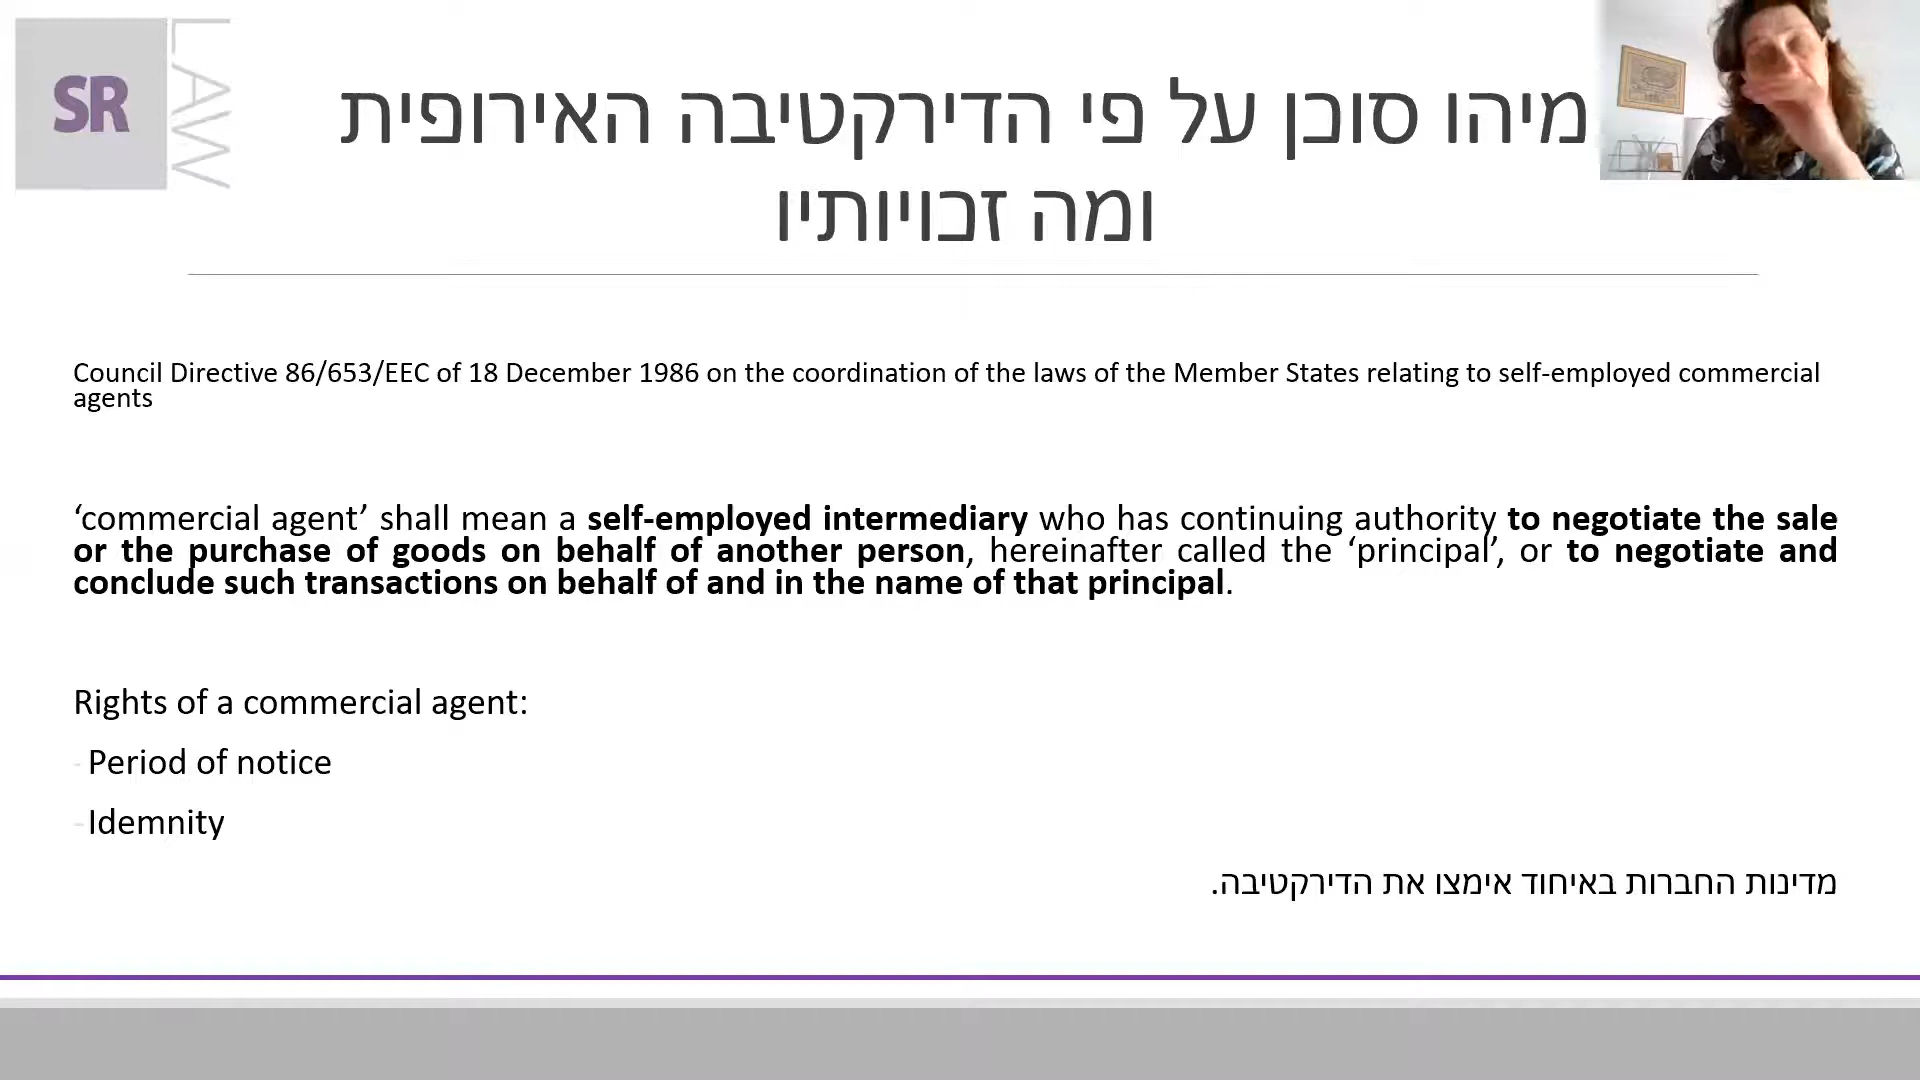 SR
LAW
מיהו סוכן על פי הדירקטיבה האירופית
ומה זכויותיו
Council Directive 86/653/EEC of 18 December 1986 on the coordination of the laws of the Member States relating to self-employed commercial
agents
‘commercial agent’ shall mean a self-employed intermediary who has continuing authority to negotiate the sale
or the purchase of goods on behalf of another person, hereinafter called the ‘principal’, or to negotiate and
conclude such transactions on behalf of and in the name of that principal.
Rights of a commercial agent:
- Period of notice
- Idemnity
מדינות החברות באיחוד אימצו את הדירקטיבה.